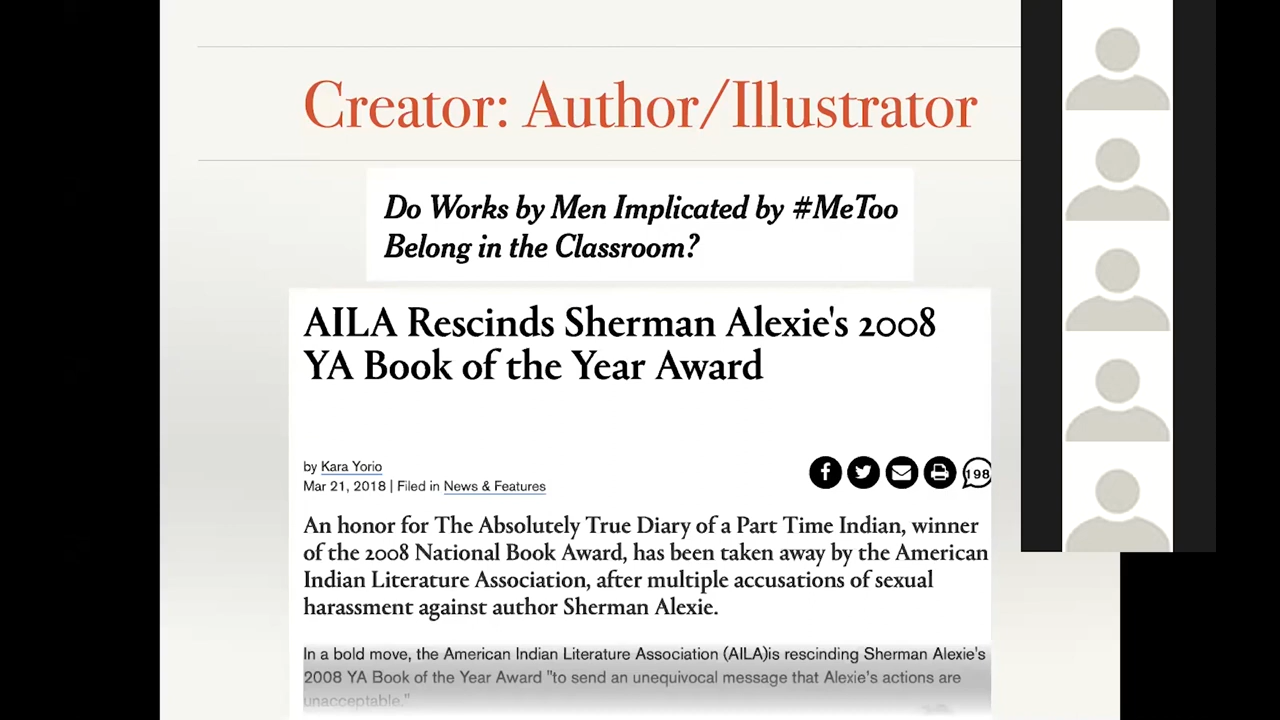 Creator: Author/Illustrator
Do Works by Men Implicated by #MeToo
Belong in the Classroom?
AILA Rescinds Sherman Alexie's 2008
YA Book of the Year Award
by Kara Yorio
Mar 21, 2018 | Filed in News & Features
198
An honor for The Absolutely True Diary of a Part Time Indian, winner
of the 2008 National Book Award, has been taken away by the American
Indian Literature Association, after multiple accusations of sexual
harassment against author Sherman Alexie.
In a bold move, the American Indian Literature Association (AILA)is rescinding Sherman Alexie's
2008 YA Book of the Year Award "to send an unequivocal message that Alexie's actions are
unacceptable."